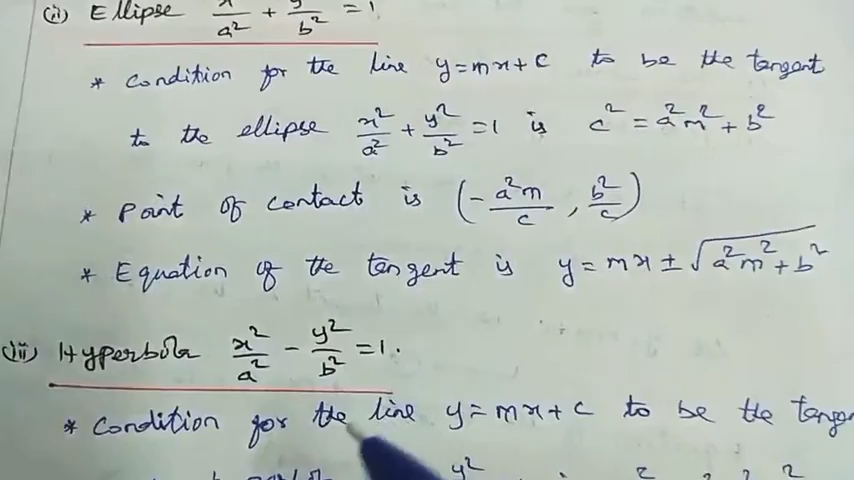 (ii) Ellipse x²/a² + y²/b² = 1
* Condition for the line y=mx+c to be the tangent
to the ellipse x²/a² + y²/b² = 1 is c² = a²m² + b²
* Point of contact is (-a²m/c, b²/c)
* Equation of the tangent is y = mx ± √(a²m² + b²)
(iii) Hyperbola x²/a² - y²/b² = 1.
* Condition for the line y = mx + c to be the tangen
y²